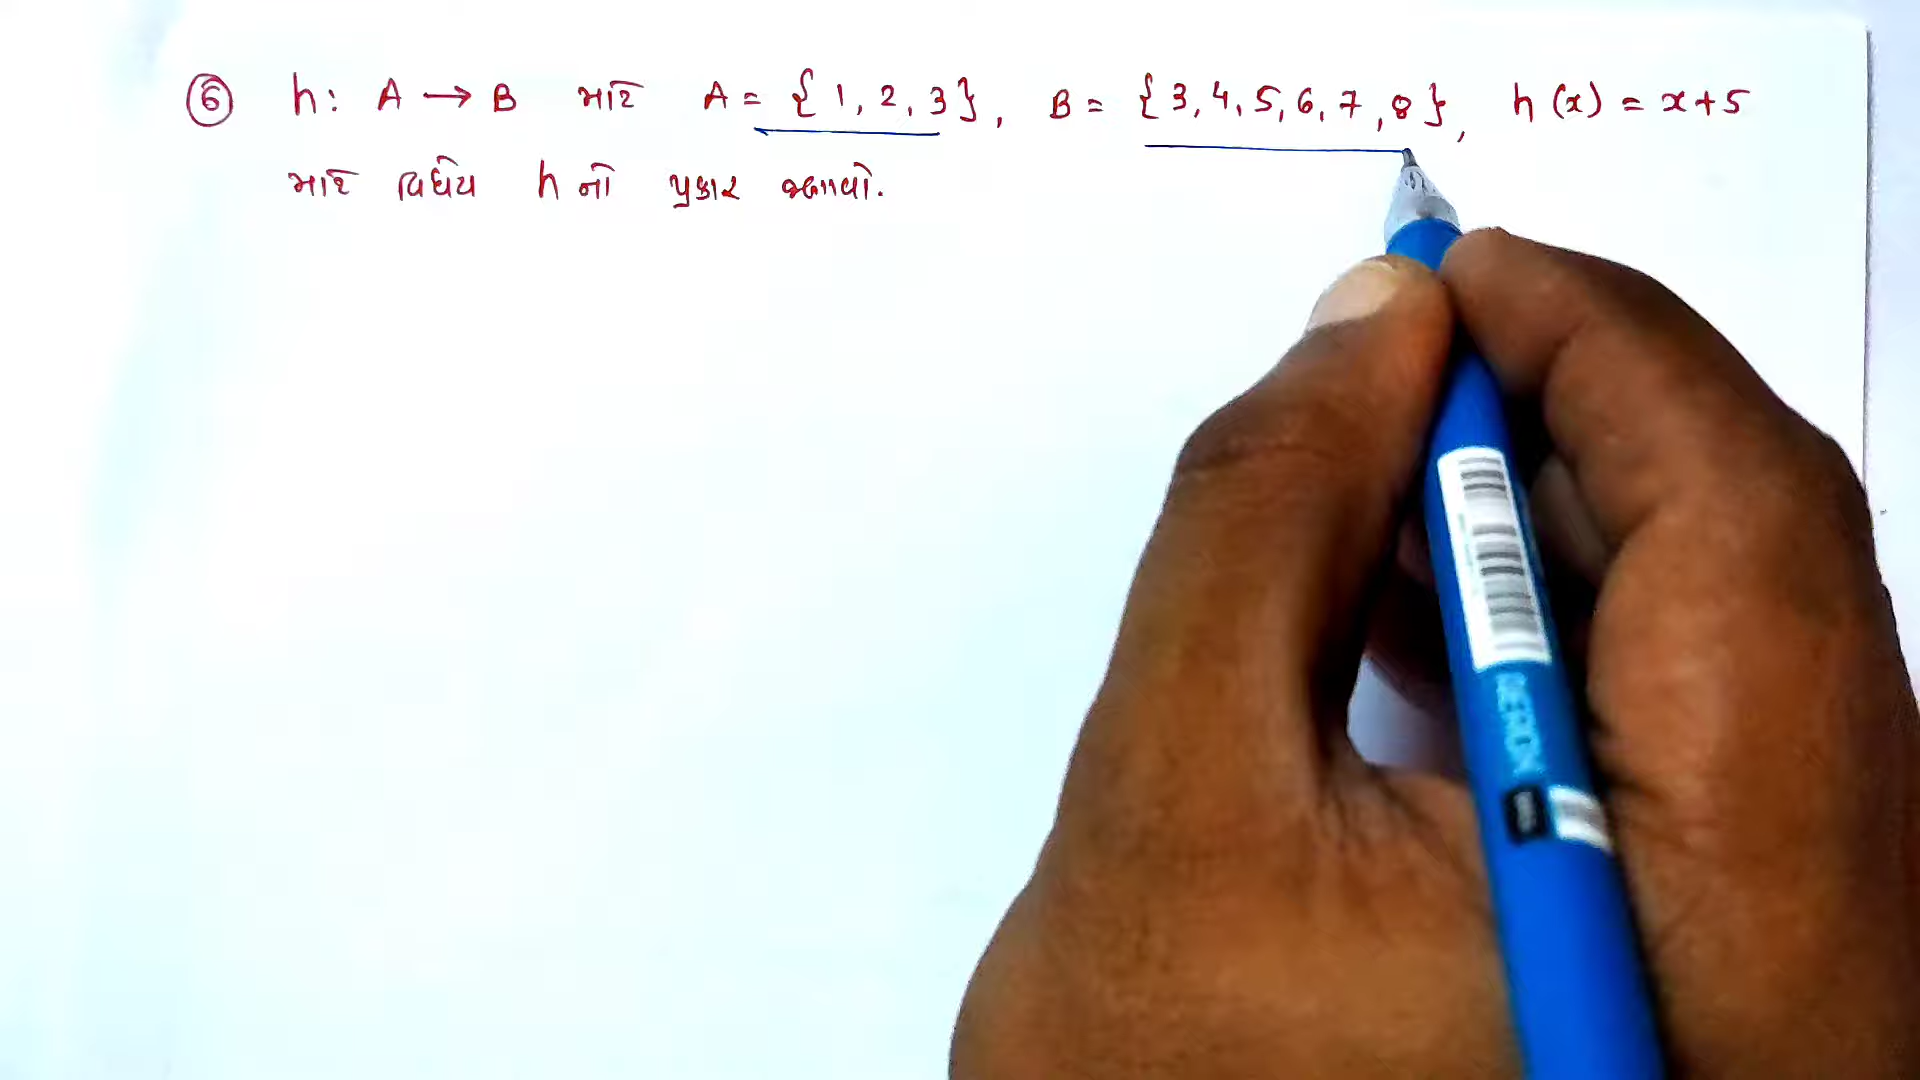 ⑥ h: A → B માટે A = {1, 2, 3}, B = {3, 4, 5, 6, 7, 8}, h(x) = x+5
માટે વિધેય h નો પ્રકાર જણાવો.